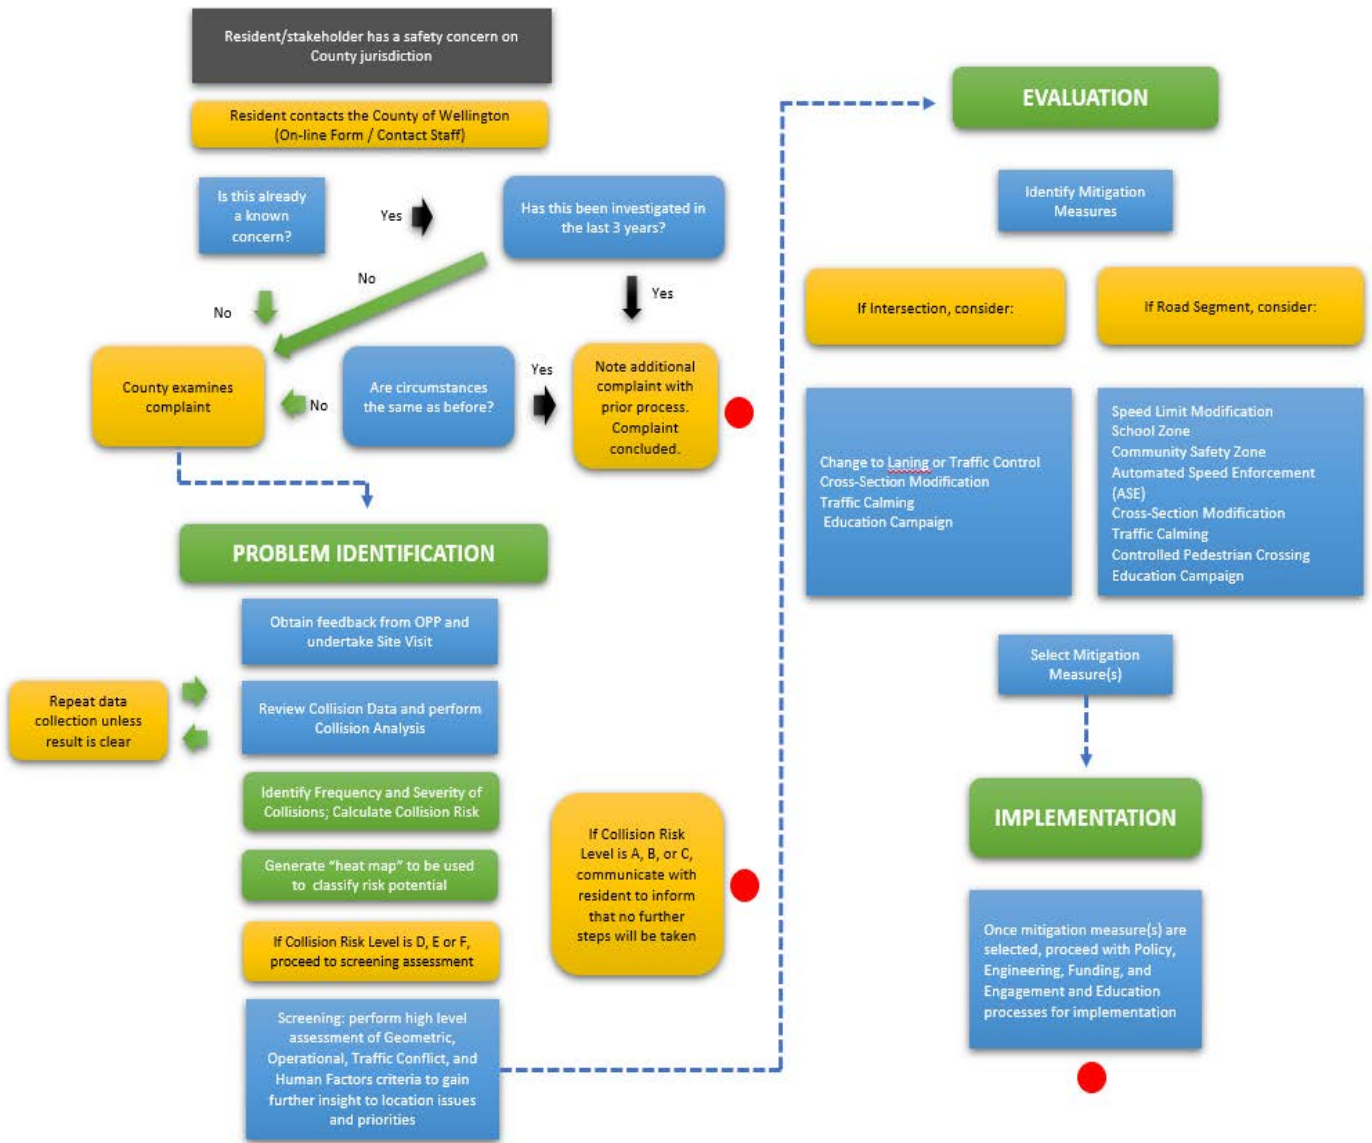 Resident/stakeholder has a safety concern on
County jurisdiction
Resident contacts the County of Wellington
(On-line Form / Contact Staff)
Is this already
a known
concern?
Yes
Has this been investigated in
the last 3 years?
No
No
Yes
County examines
complaint
No
Are circumstances
the same as before?
Yes
Note additional
complaint with
prior process.
Complaint
concluded.
PROBLEM IDENTIFICATION
Obtain feedback from OPP and
undertake Site Visit
Repeat data
collection unless
result is clear
Review Collision Data and perform
Collision Analysis
Identify Frequency and Severity of
Collisions; Calculate Collision Risk
Generate “heat map” to be used
to classify risk potential
If Collision Risk Level is D, E or F,
proceed to screening assessment
Screening: perform high level
assessment of Geometric,
Operational, Traffic Conflict, and
Human Factors criteria to gain
further insight to location issues
and priorities
If Collision Risk
Level is A, B, or C,
communicate with
resident to inform
that no further
steps will be taken
EVALUATION
Identify Mitigation
Measures
If Intersection, consider:
Change to Laning or Traffic Control
Cross-Section Modification
Traffic Calming
Education Campaign
If Road Segment, consider:
Speed Limit Modification
School Zone
Community Safety Zone
Automated Speed Enforcement
(ASE)
Cross-Section Modification
Traffic Calming
Controlled Pedestrian Crossing
Education Campaign
Select Mitigation
Measure(s)
IMPLEMENTATION
Once mitigation measure(s) are
selected, proceed with Policy,
Engineering, Funding, and
Engagement and Education
processes for implementation